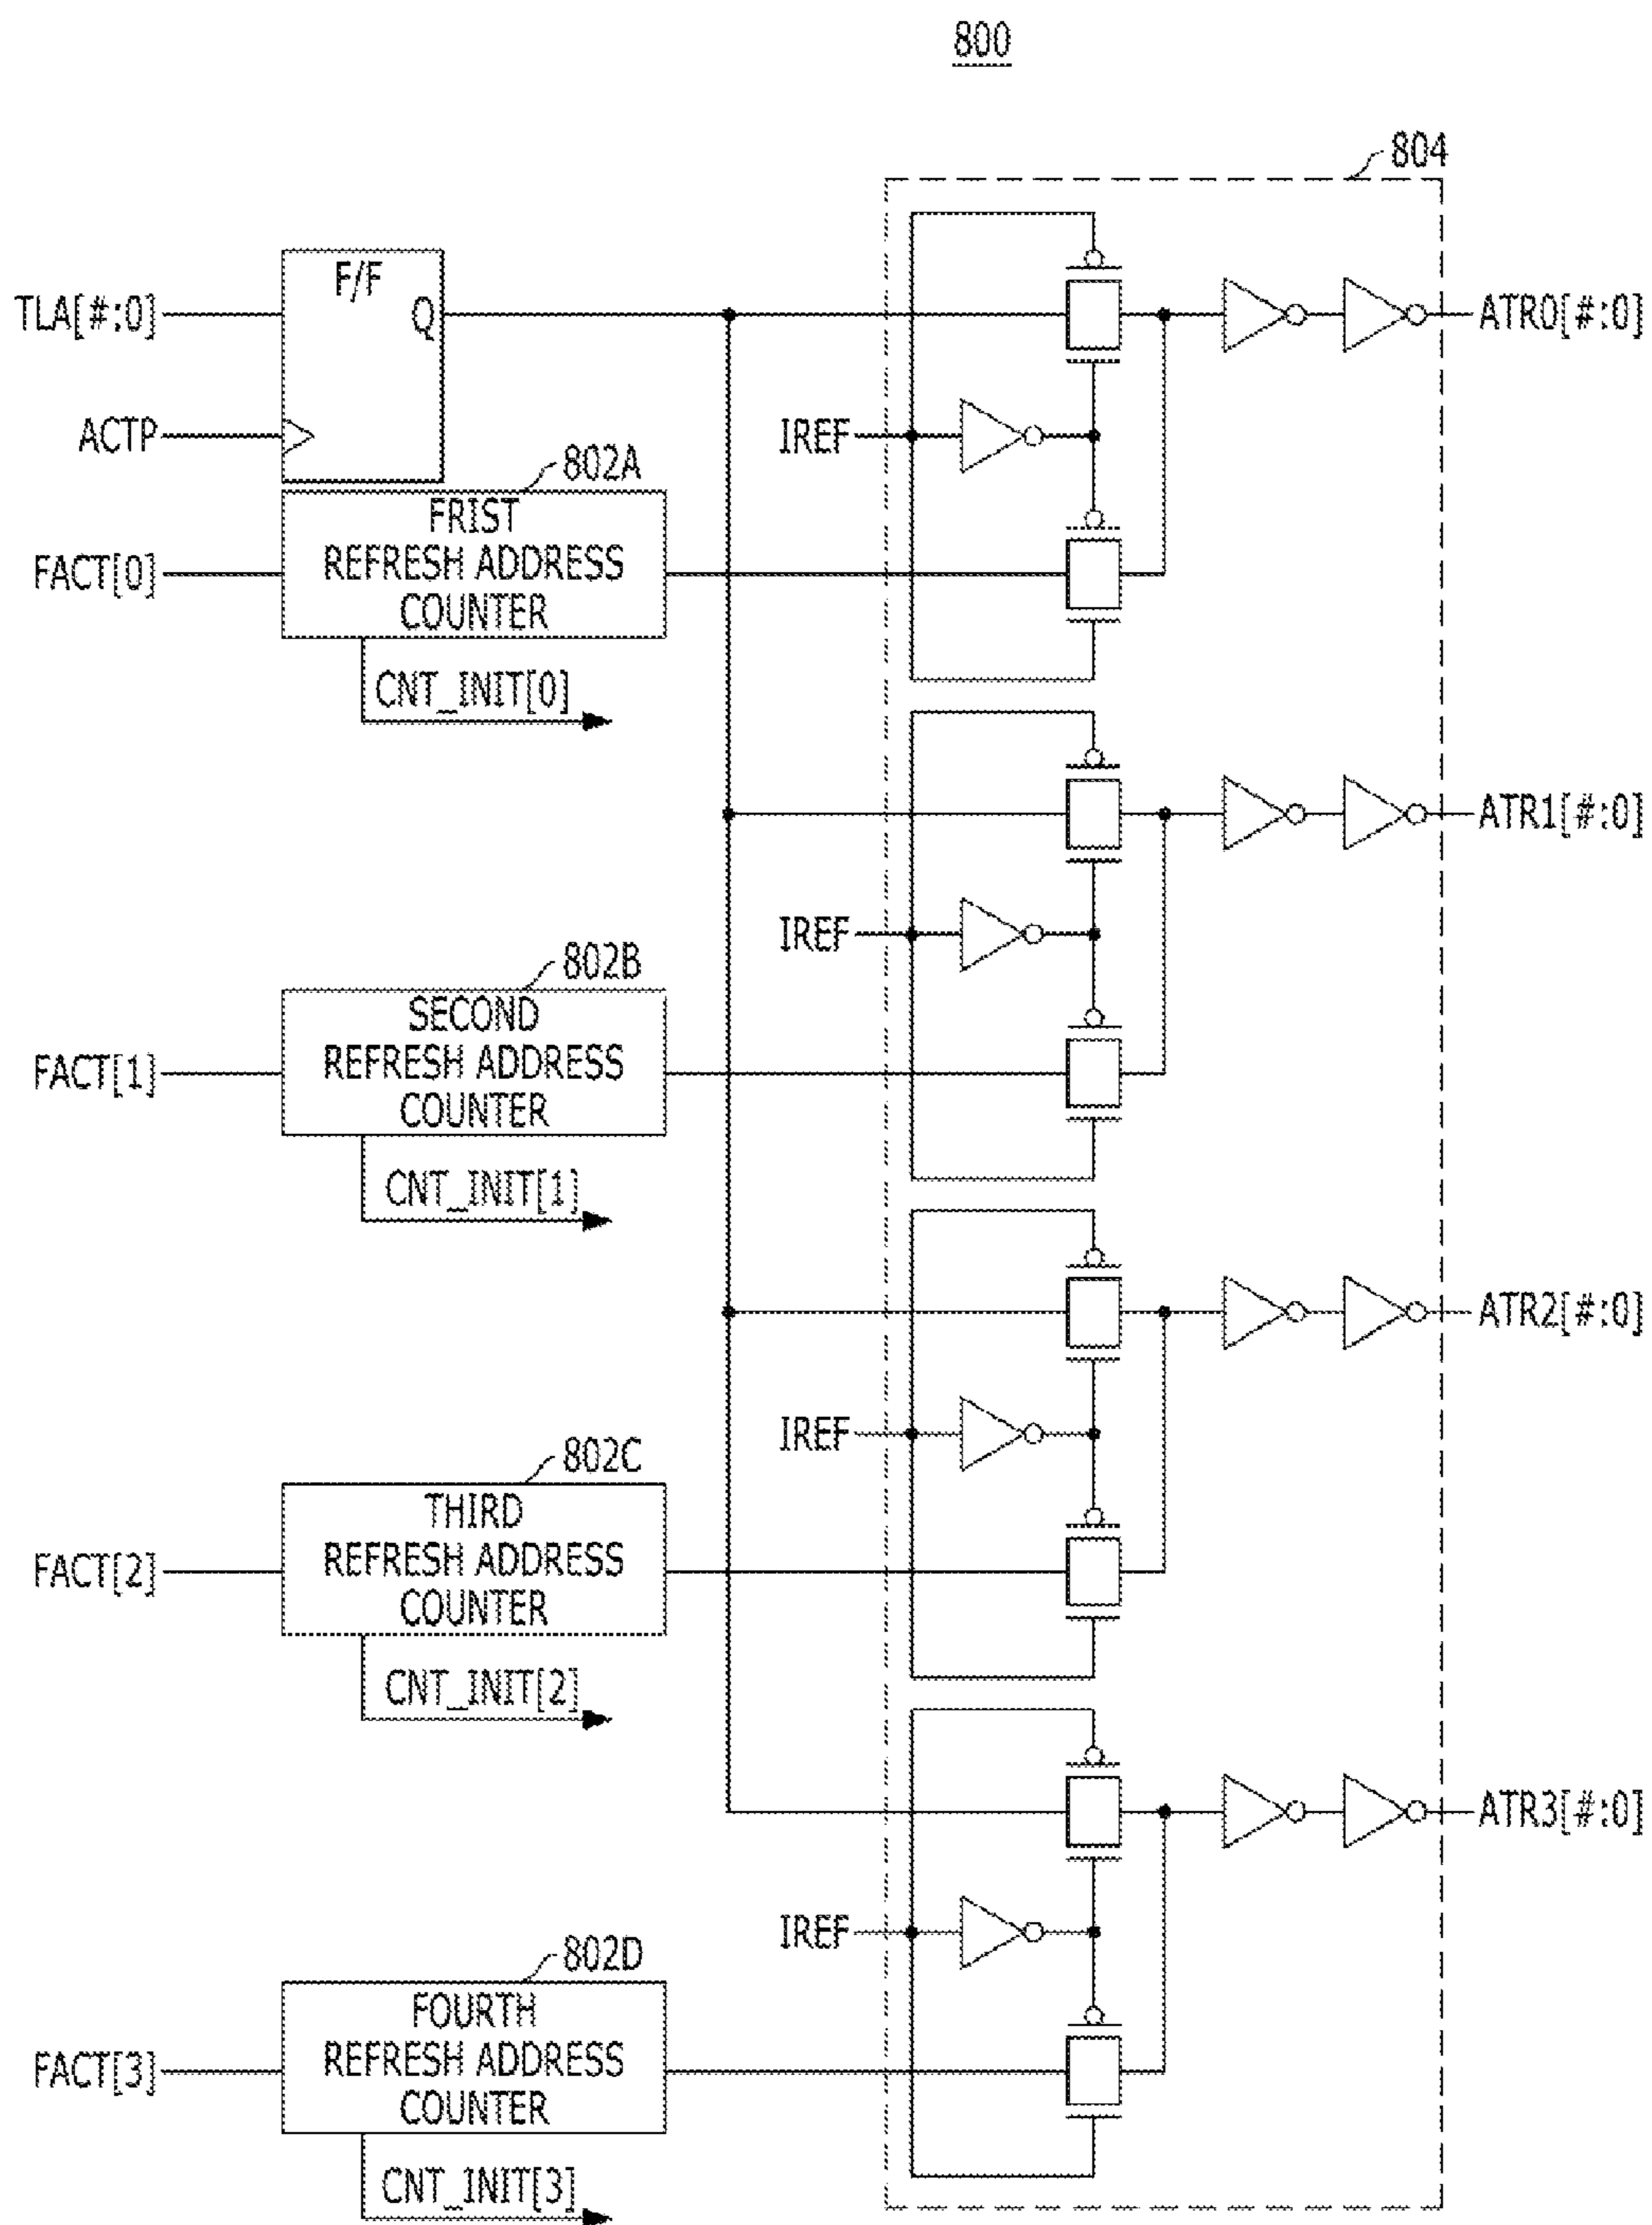 800
804
F/F
TLA[#:0]
Q
ATR0[#:0]
ACTP
IREF
802A
FRIST
REFRESH ADDRESS
COUNTER
FACT[0]
CNT_INIT[0]
ATR1[#:0]
IREF
802B
SECOND
REFRESH ADDRESS
COUNTER
FACT[1]
CNT_INIT[1]
ATR2[#:0]
IREF
802C
THIRD
REFRESH ADDRESS
COUNTER
FACT[2]
CNT_INIT[2]
ATR3[#:0]
IREF
802D
FOURTH
REFRESH ADDRESS
COUNTER
FACT[3]
CNT_INIT[3]